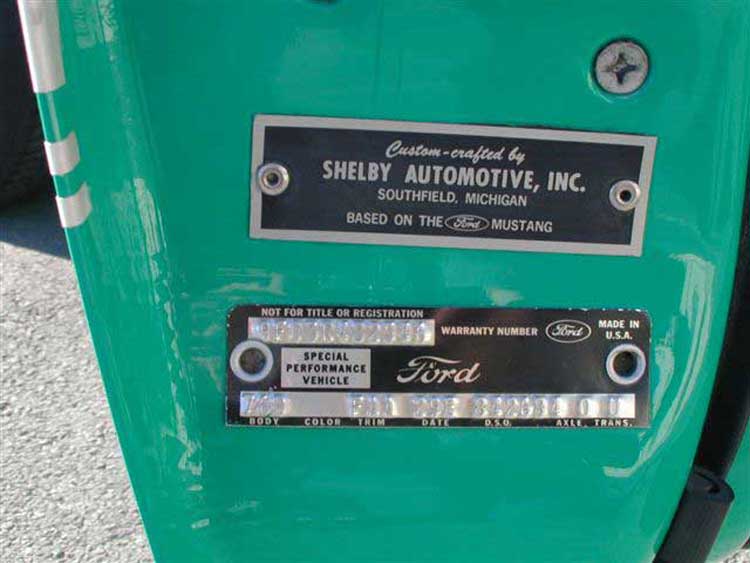 Custom-crafted by
SHELBY AUTOMOTIVE, INC.
SOUTHFIELD, MICHIGAN
BASED ON THE Ford MUSTANG
NOT FOR TITLE OR REGISTRATION
WARRANTY NUMBER Ford MADE IN
U.S.A.
SPECIAL
PERFORMANCE
VEHICLE
Ford
BODY COLOR TRIM DATE D.S.O. AXLE TRANS.